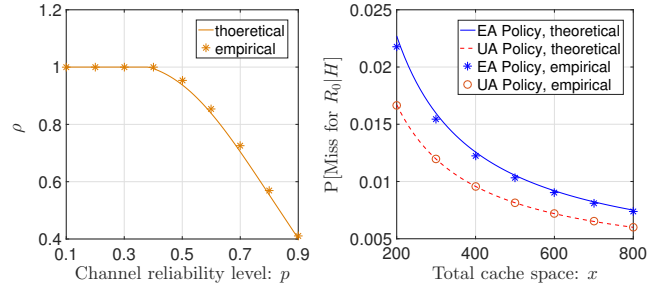 1.2
1
0.8
0.6
0.4
ρ
thoeretical
empirical
0.1 0.3 0.5 0.7 0.9
Channel reliability level: p
0.025
0.02
0.015
0.01
0.005
P[Miss for R₀|H]
EA Policy, theoretical
UA Policy, theoretical
EA Policy, empirical
UA Policy, empirical
200 400 600 800
Total cache space: x